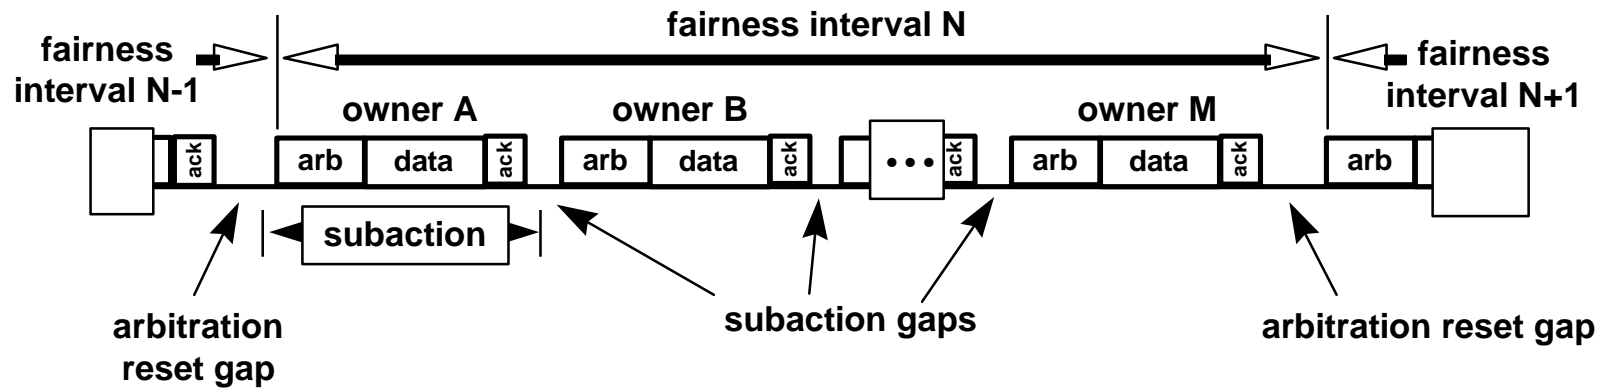 fairness interval N
fairness
interval N-1
fairness
interval N+1
owner A
owner B
owner M
ack
arb
data
ack
arb
data
ack
•••
ack
arb
data
ack
arb
subaction
arbitration
reset gap
subaction gaps
arbitration reset gap